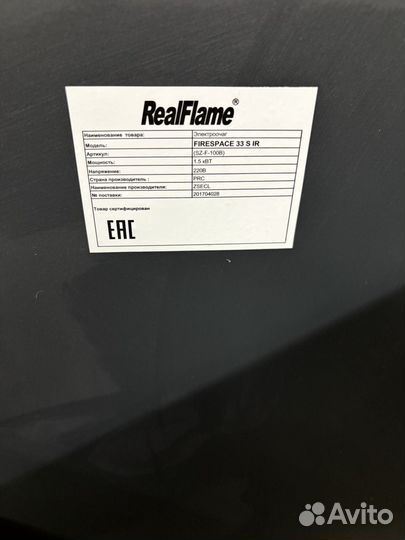 RealFlame®
Наименование товара: Электроочаг
Модель: FIRESPACE 33 S IR
Артикул: (SZ-F-100B)
Мощность: 1.5 кВТ
Напряжение: 220В
Страна производитель : PRC
Наименование производителя: ZSECL
№ поставки: 201704028
Товар сертифицирован
EAC
Avito